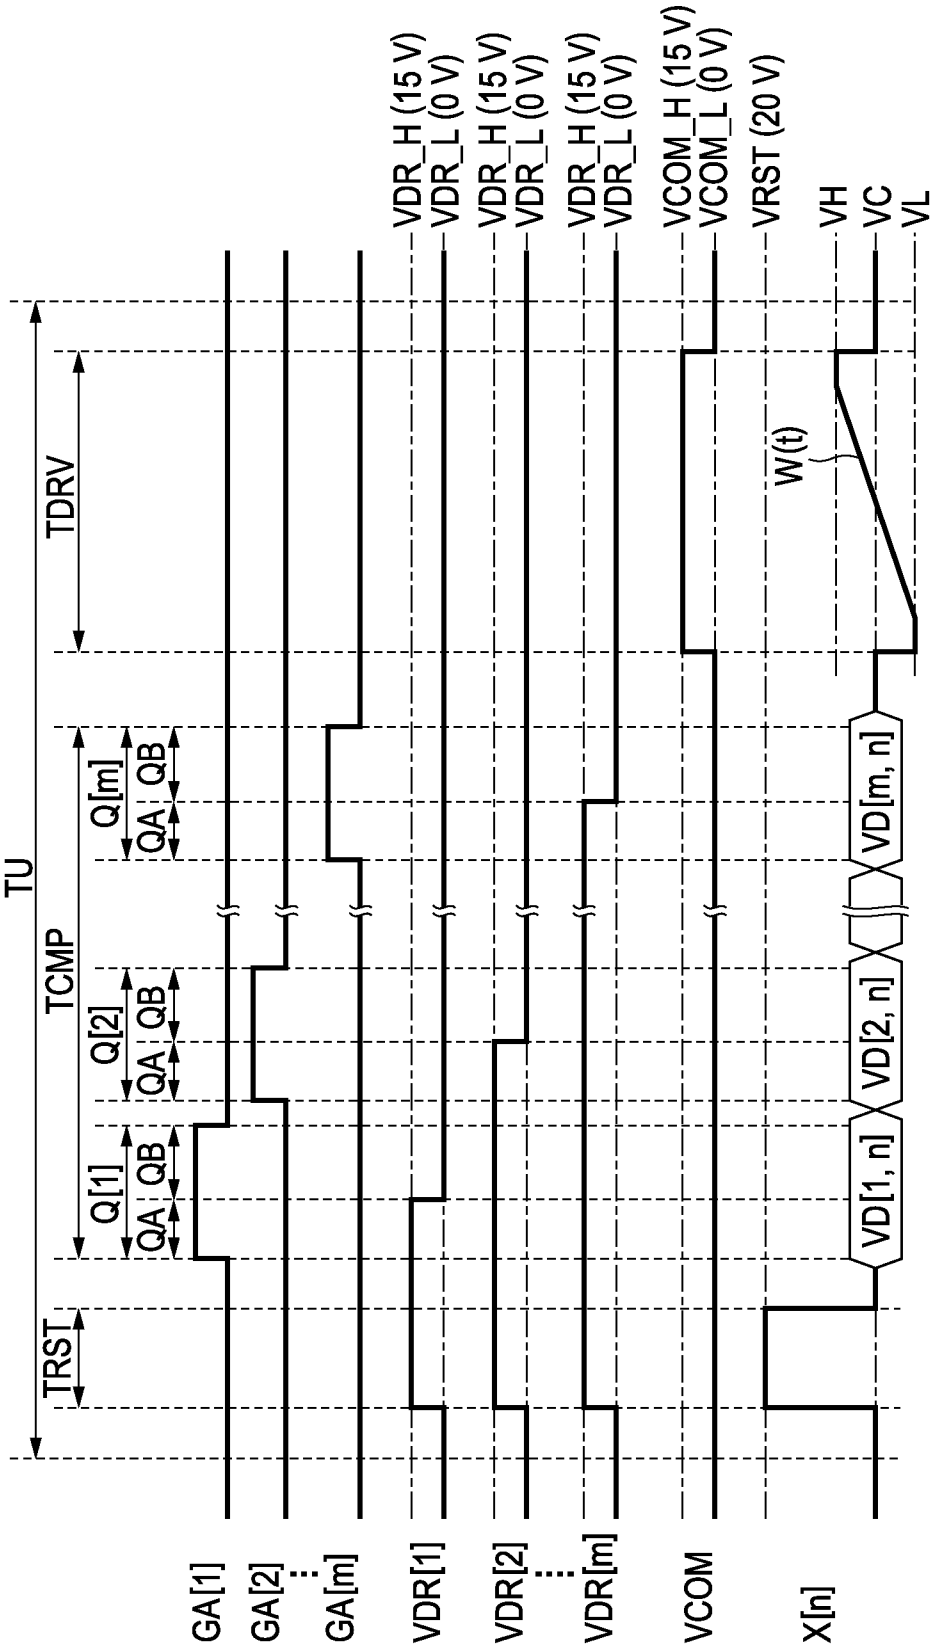 TU
TRST
TCMP
TDRV
Q[1]
Q[2]
Q[m]
QA
QB
QA
QB
QA
QB
GA[1]
GA[2]
GA[m]
VDR[1]
VDR_H (15 V)
VDR_L (0 V)
VDR[2]
VDR_H (15 V)
VDR_L (0 V)
VDR[m]
VDR_H (15 V)
VDR_L (0 V)
VCOM
VCOM_H (15 V)
VCOM_L (0 V)
VRST (20 V)
X[n]
VD[1, n]
VD[2, n]
VD[m, n]
W(t)
VH
VC
VL